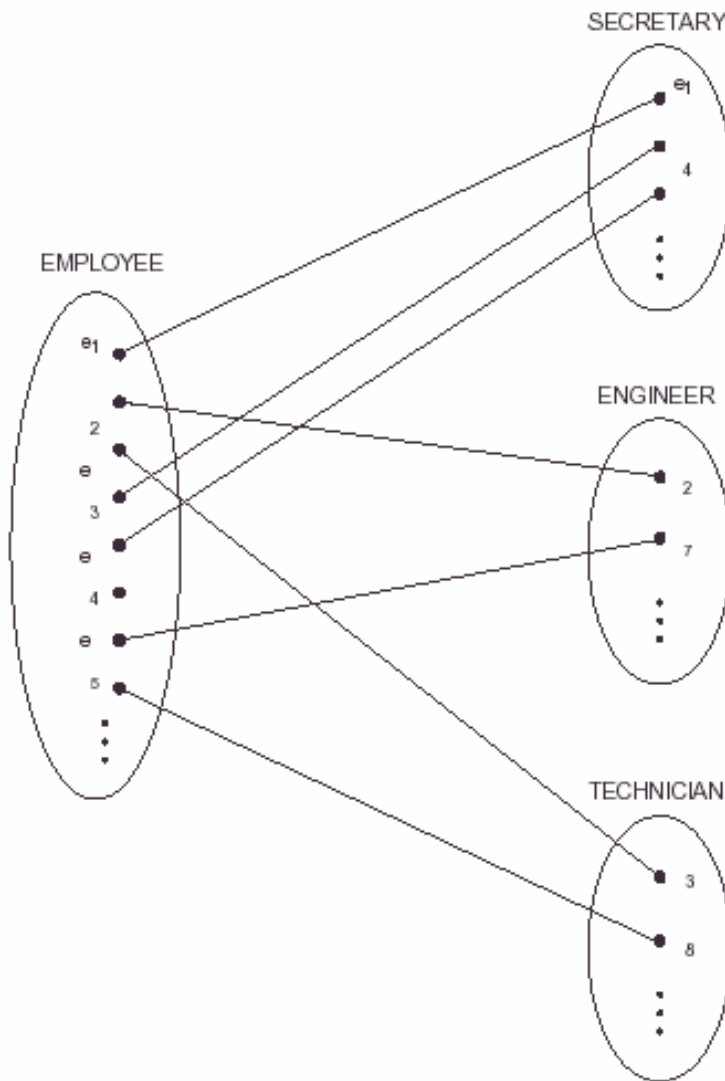 SECRETARY
e1
4
EMPLOYEE
e1
2
e
3
e
4
e
5
ENGINEER
2
7
TECHNICIAN
3
8